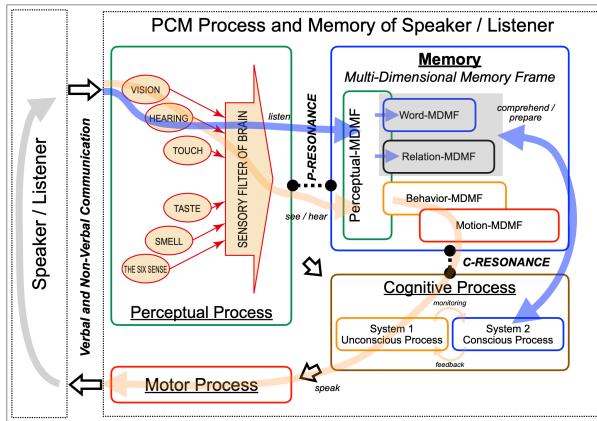 PCM Process and Memory of Speaker / Listener
Speaker / Listener
Verbal and Non-Verbal Communication
VISION
HEARING
TOUCH
TASTE
SMELL
THE SIX SENSE
SENSORY FILTER OF BRAIN
Perceptual Process
listen
see / hear
P-RESONANCE
Memory
Multi-Dimensional Memory Frame
Perceptual-MDMF
Word-MDMF
Relation-MDMF
Behavior-MDMF
Motion-MDMF
comprehend /
prepare
C-RESONANCE
Cognitive Process
monitoring
System 1
Unconscious Process
System 2
Conscious Process
feedback
Motor Process
speak